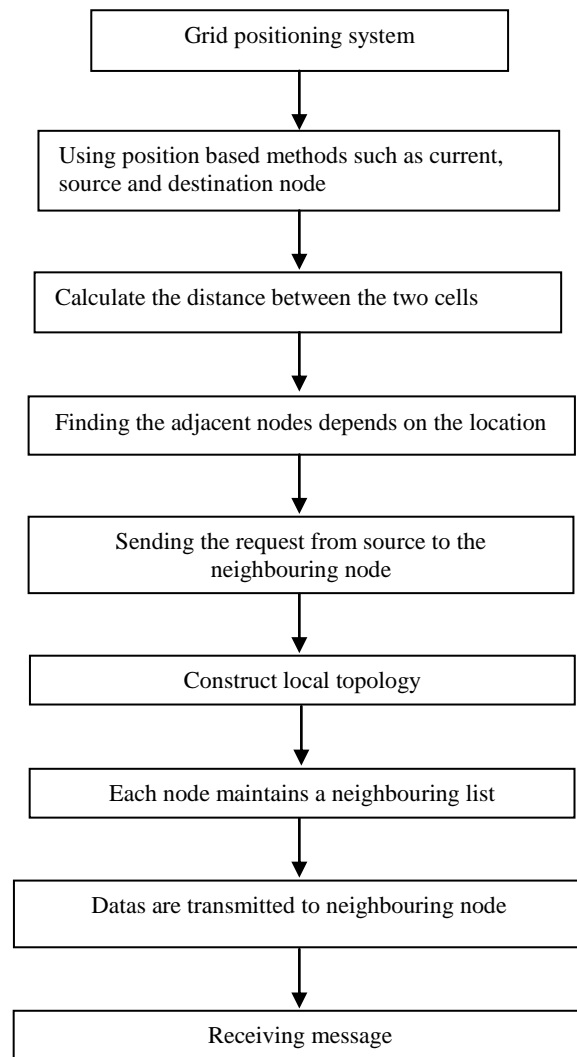 Grid positioning system
Using position based methods such as current,
source and destination node
Calculate the distance between the two cells
Finding the adjacent nodes depends on the location
Sending the request from source to the
neighbouring node
Construct local topology
Each node maintains a neighbouring list
Datas are transmitted to neighbouring node
Receiving message